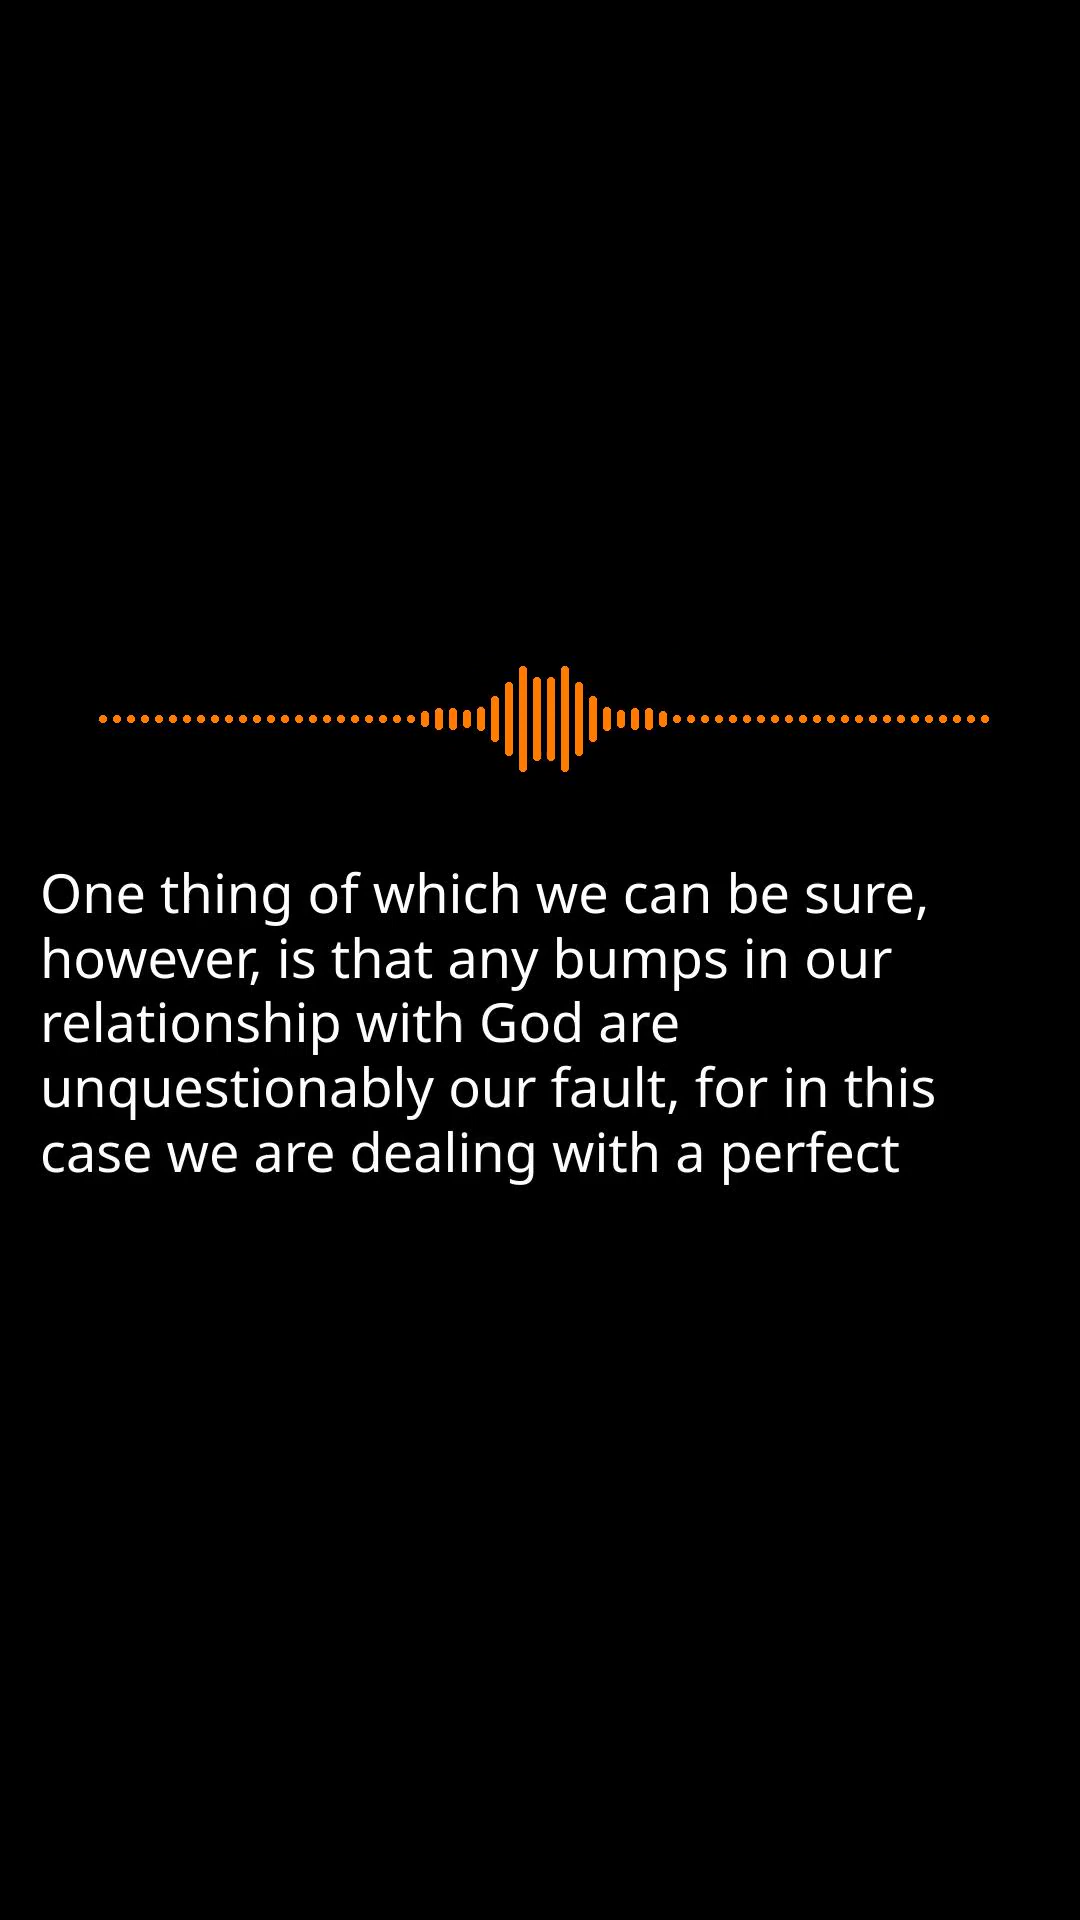 One thing of which we can be sure,
however, is that any bumps in our
relationship with God are
unquestionably our fault, for in this
case we are dealing with a perfect